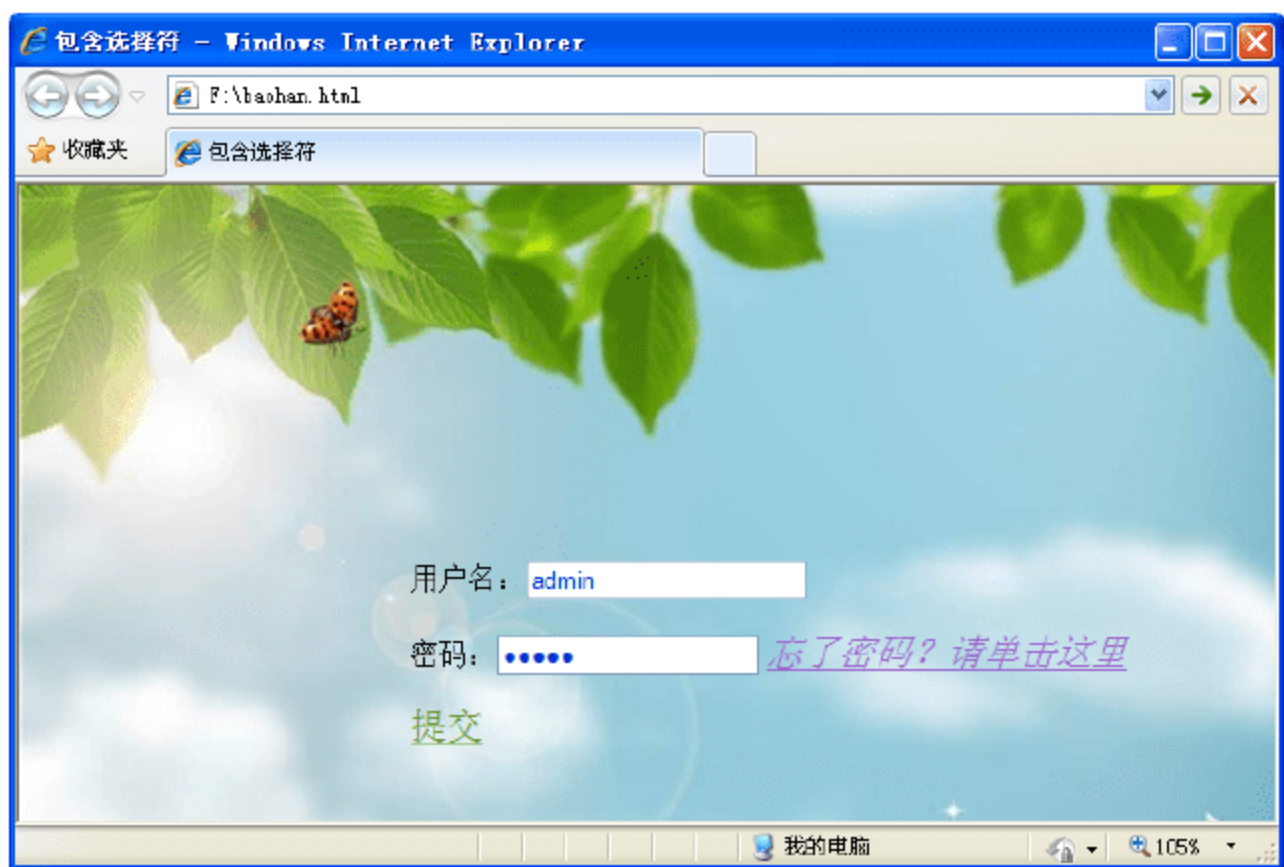 包含选择符 - Windows Internet Explorer
F:\baohan.html
收藏夹
包含选择符
用户名：admin
密码：●●●●● 忘了密码？请单击这里
提交
我的电脑
105%